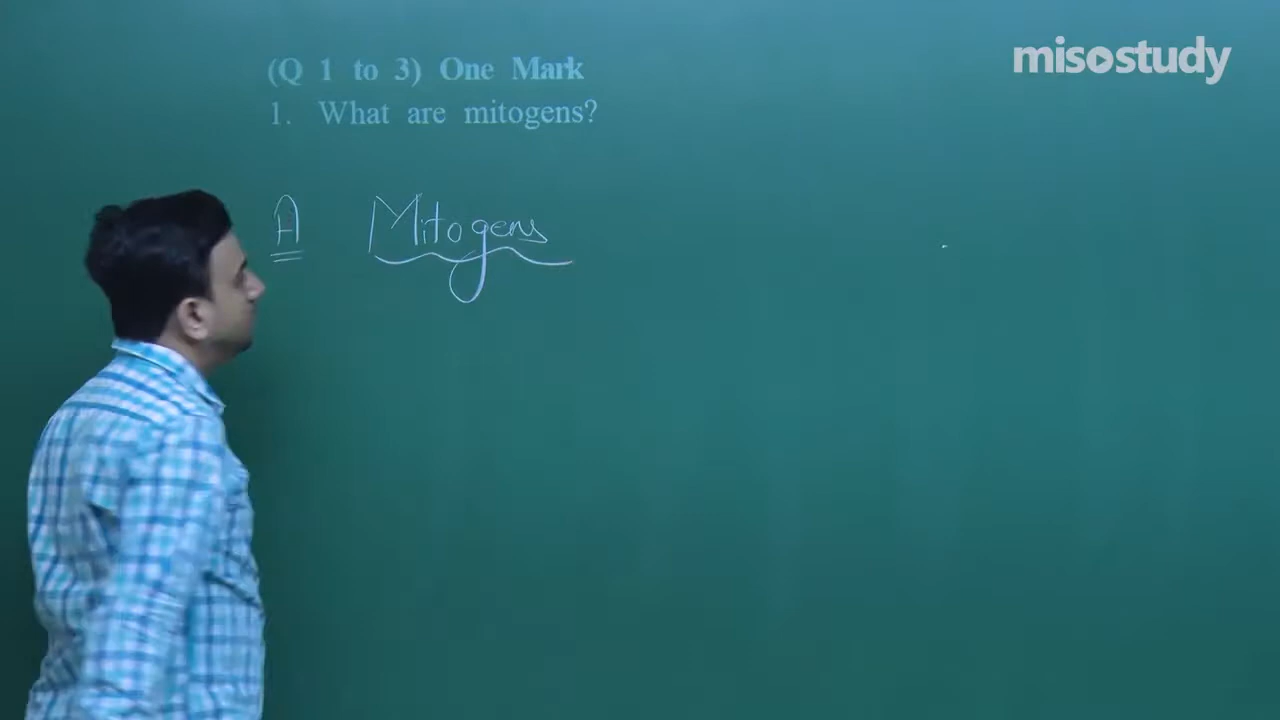 misostudy
(Q 1 to 3) One Mark
1. What are mitogens?
A Mitogens